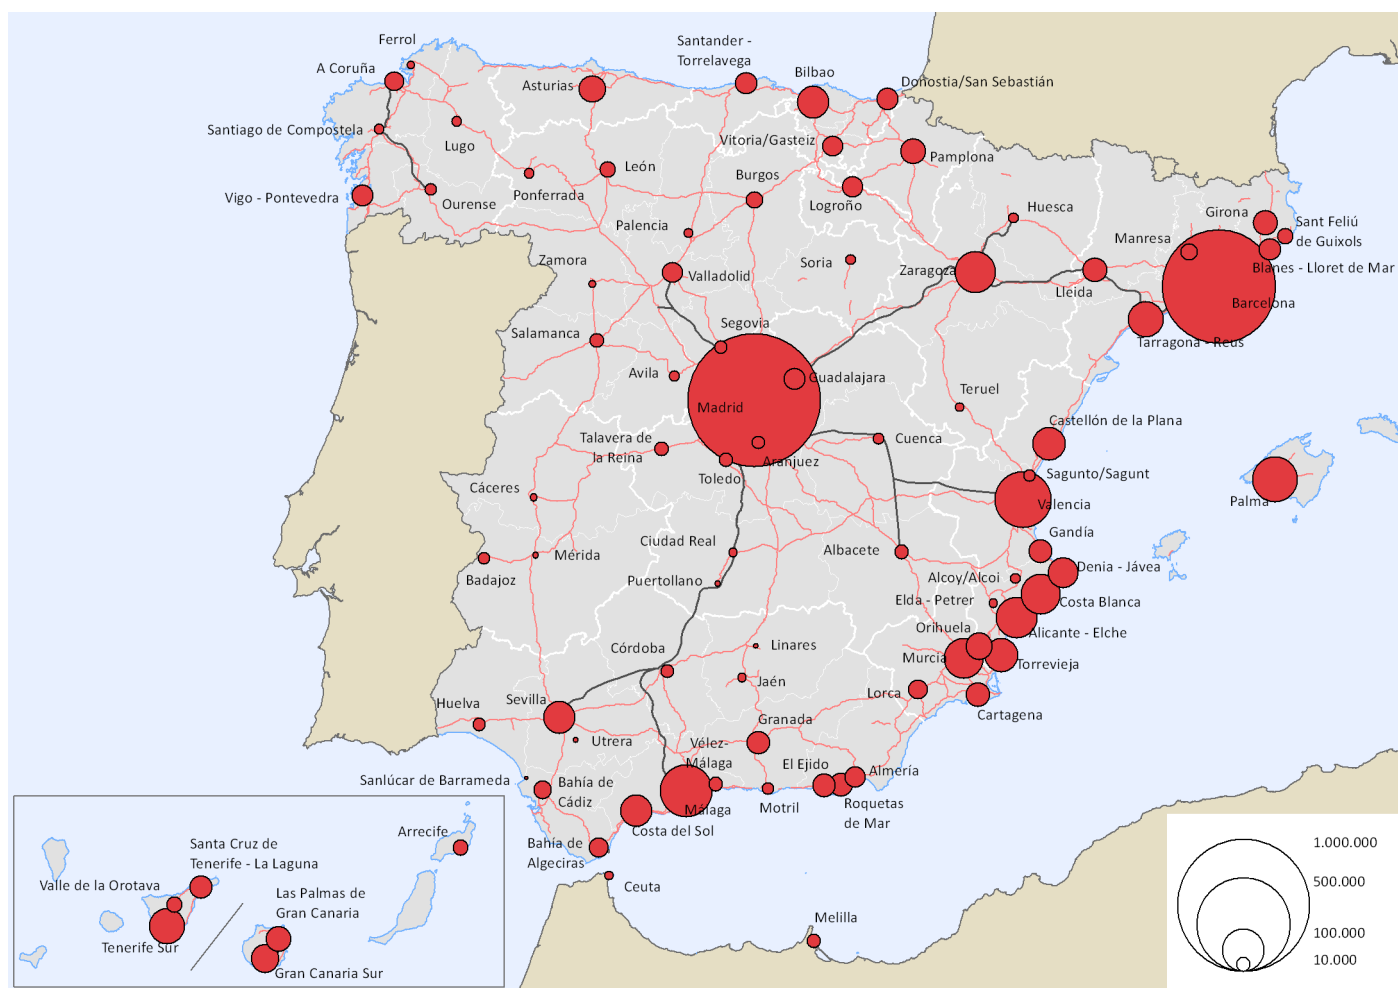 Ferrol
A Coruña
Santander -
Torrelavega
Bilbao
Donostia/San Sebastián
Asturias
Santiago de Compostela
Lugo
Vitoria/Gasteiz
Pamplona
León
Ponferrada
Burgos
Vigo - Pontevedra
Ourense
Logroño
Huesca
Girona
Sant Feliú
de Guixols
Palencia
Manresa
Zamora
Valladolid
Soria
Zaragoza
Lleida
Blanes - Lloret de Mar
Barcelona
Salamanca
Segovia
Tarragona - Reus
Avila
Guadalajara
Madrid
Teruel
Castellón de la Plana
Talavera de
la Reina
Cuenca
Aranjuez
Toledo
Sagunto/Sagunt
Cáceres
Valencia
Palma
Gandía
Ciudad Real
Albacete
Mérida
Badajoz
Puertollano
Alcoy/Alcoi
Denia - Jávea
Elda - Petrer
Costa Blanca
Orihuela
Alicante - Elche
Córdoba
Linares
Murcia
Torrevieja
Jaén
Lorca
Huelva
Sevilla
Granada
Cartagena
Utrera
Vélez-
Málaga
El Ejido
Almería
Sanlúcar de Barrameda
Bahía de
Cádiz
Málaga
Motril
Roquetas
de Mar
Costa del Sol
Bahía de
Algeciras
Ceuta
Melilla
Arrecife
Santa Cruz de
Tenerife - La Laguna
Valle de la Orotava
Las Palmas de
Gran Canaria
Tenerife Sur
Gran Canaria Sur
1.000.000
500.000
100.000
10.000